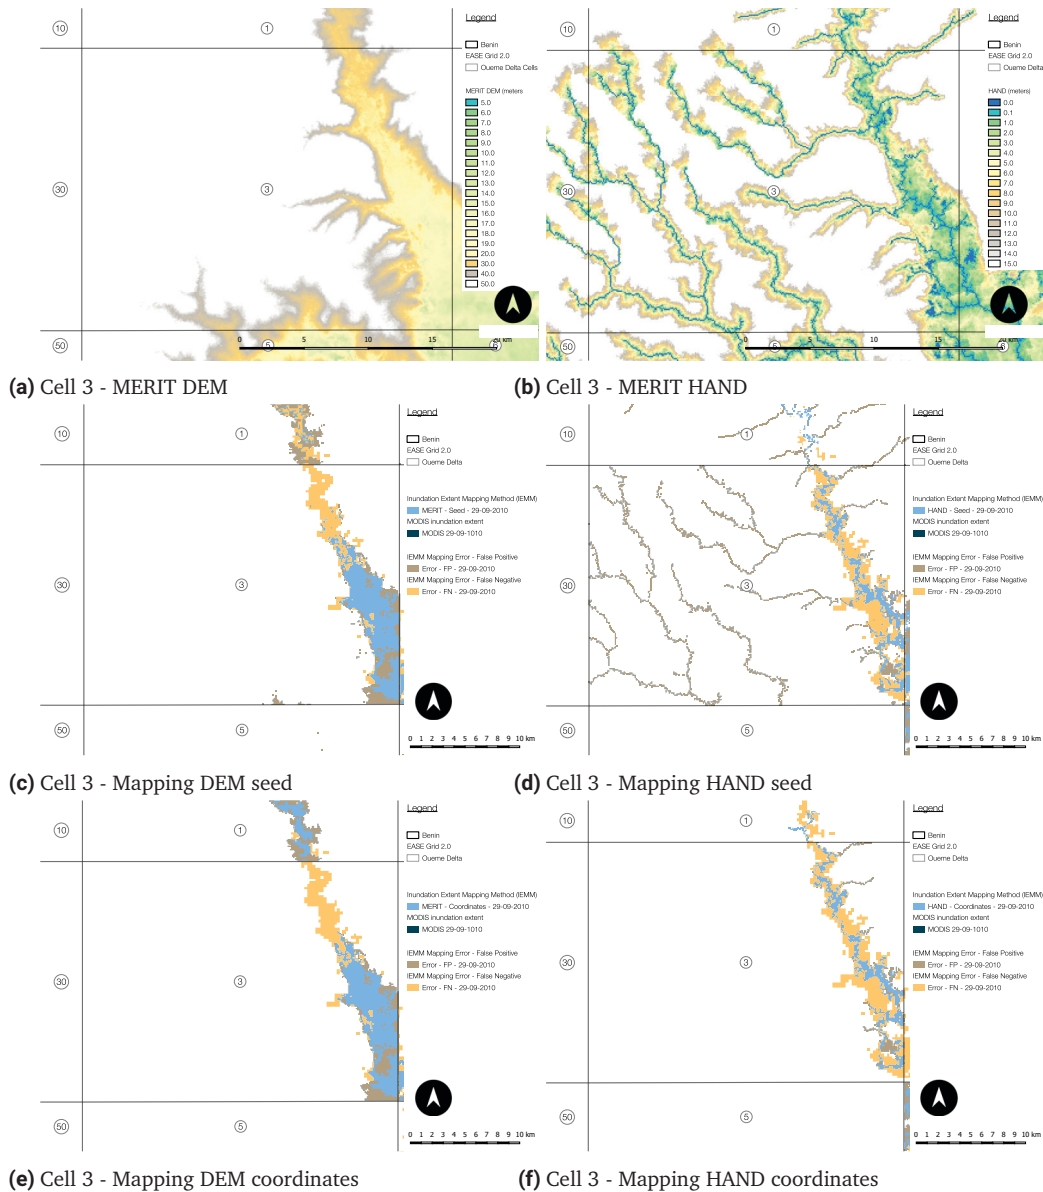 10
1
Legend
Benin
EASE Grid 2.0
Oueme Delta Cells
MERIT DEM (meters
5.0
6.0
7.0
8.0
9.0
10.0
11.0
12.0
13.0
14.0
15.0
16.0
17.0
18.0
19.0
20.0
30.0
40.0
50.0
30
3
50
5
0 5 10 15 20 km
(a) Cell 3 - MERIT DEM
10
1
Legend
Benin
EASE Grid 2.0
Oueme Delta
HAND (meters)
0.0
0.1
1.0
2.0
3.0
4.0
5.0
6.0
7.0
8.0
9.0
10.0
11.0
12.0
13.0
14.0
15.0
30
3
50
5
6
0 5 10 15 20 km
(b) Cell 3 - MERIT HAND
10
1
Legend
Benin
EASE Grid 2.0
Oueme Delta
Inundation Extent Mapping Method (IEMM)
MERIT - Seed - 29-09-2010
MODIS inundation extent
MODIS 29-09-1010
IEMM Mapping Error - False Positive
Error - FP - 29-09-2010
IEMM Mapping Error - False Negative
Error - FN - 29-09-2010
30
3
50
5
0 1 2 3 4 5 6 7 8 9 10 km
(c) Cell 3 - Mapping DEM seed
10
1
Legend
Benin
EASE Grid 2.0
Oueme Delta
Inundation Extent Mapping Method (IEMM)
HAND - Seed - 29-09-2010
MODIS inundation extent
MODIS 29-09-1010
IEMM Mapping Error - False Positive
Error - FP - 29-09-2010
IEMM Mapping Error - False Negative
Error - FN - 29-09-2010
30
3
50
5
0 1 2 3 4 5 6 7 8 9 10 km
(d) Cell 3 - Mapping HAND seed
10
1
Legend
Benin
EASE Grid 2.0
Oueme Delta
Inundation Extent Mapping Method (IEMM)
MERIT - Coordinates - 29-09-2010
MODIS inundation extent
MODIS 29-09-1010
IEMM Mapping Error - False Positive
Error - FP - 29-09-2010
IEMM Mapping Error - False Negative
Error - FN - 29-09-2010
30
3
50
5
0 1 2 3 4 5 6 7 8 9 10 km
(e) Cell 3 - Mapping DEM coordinates
10
1
Legend
Benin
EASE Grid 2.0
Oueme Delta
Inundation Extent Mapping Method (IEMM)
HAND - Coordinates - 29-09-2010
MODIS inundation extent
MODIS 29-09-1010
IEMM Mapping Error - False Positive
Error - FP - 29-09-2010
IEMM Mapping Error - False Negative
Error - FN - 29-09-2010
30
3
50
5
0 1 2 3 4 5 6 7 8 9 10 km
(f) Cell 3 - Mapping HAND coordinates